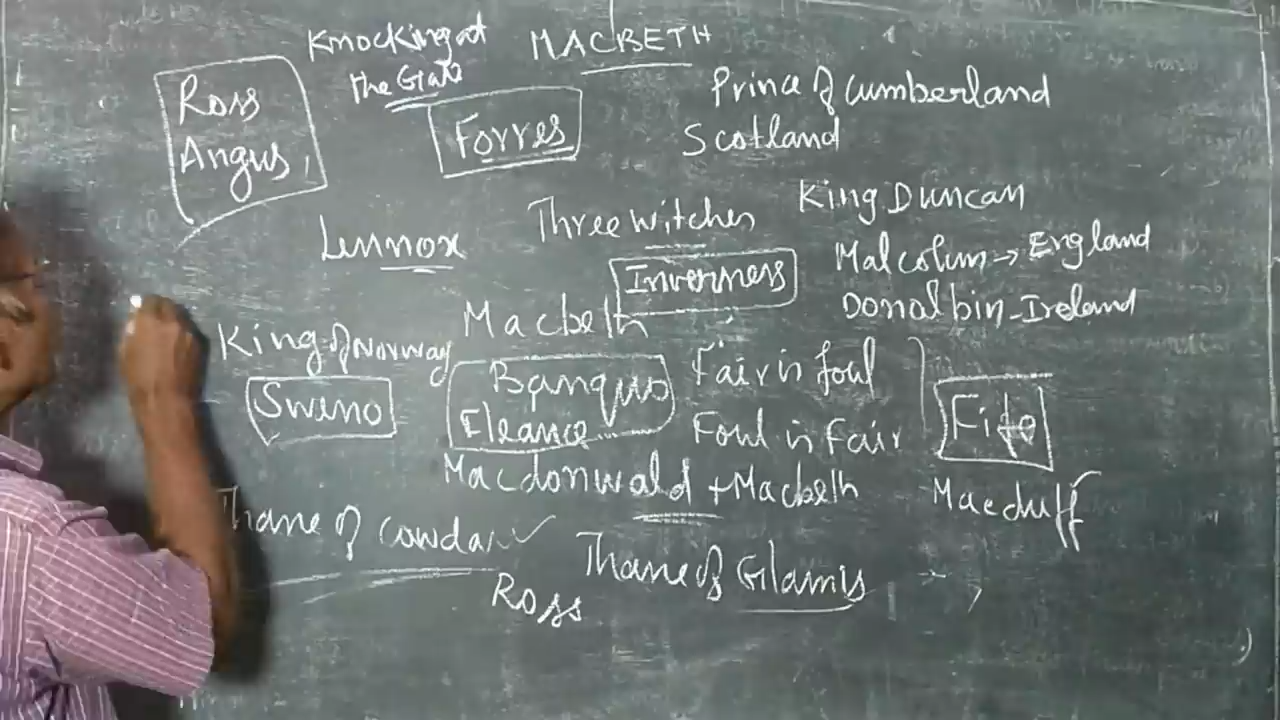 Knocking at
the Gate
MACBETH
Ross
Angus,
Forres
Prince of Cumberland
Scotland
Lennox
Three witches
King Duncan
Inverness
Malcolm → England
Donalbin - Ireland
Macbeth
King of Norway
Sweno
Banquo
Fleance
Fair is foul
Foul is Fair
Fife
Macduff
Macdonwald + Macbeth
Thane of Cowdar
Ross
Thane of Glamis